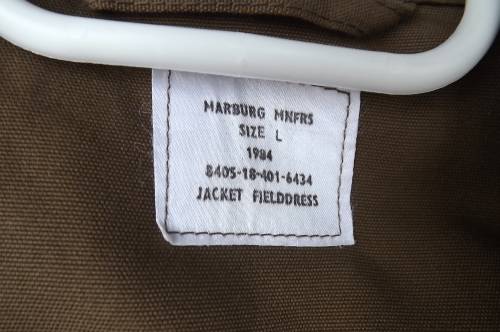 MARBURG MNFRS
SIZE L
1984
8405-18-401-6434
JACKET FIELDDRESS